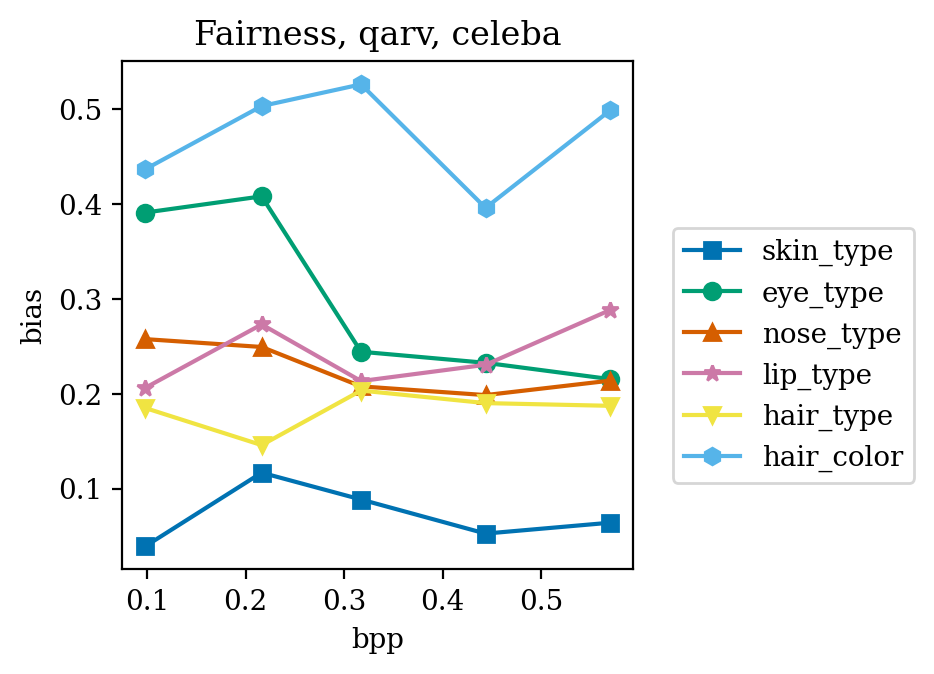 Fairness, qarv, celeba
0.5
0.4
0.3
0.2
0.1
bias
0.1 0.2 0.3 0.4 0.5
bpp
skin_type
eye_type
nose_type
lip_type
hair_type
hair_color